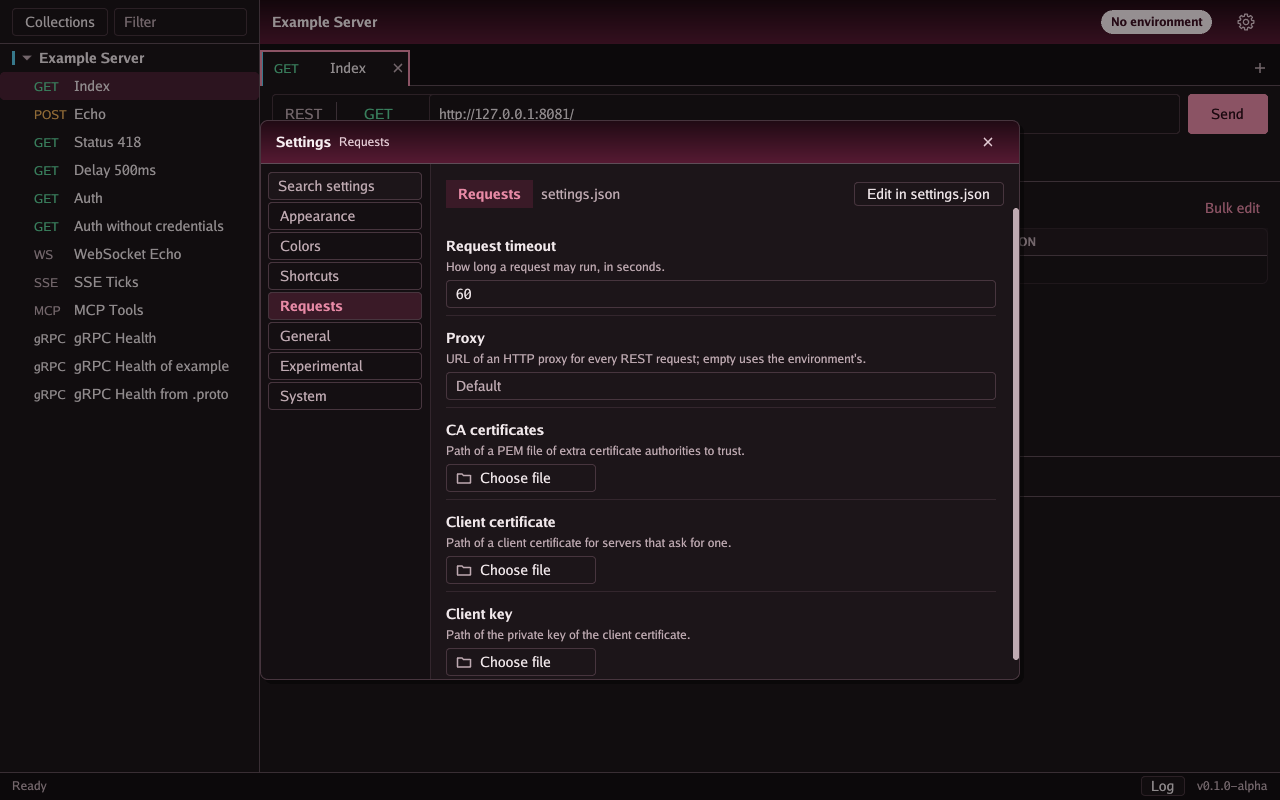 Collections
Filter
Example Server
No environment
Example Server
GET Index
POST Echo
GET Status 418
GET Delay 500ms
GET Auth
GET Auth without credentials
WS WebSocket Echo
SSE SSE Ticks
MCP MCP Tools
gRPC gRPC Health
gRPC gRPC Health of example
gRPC gRPC Health from .proto
GET Index
REST GET http://127.0.0.1:8081/ Send
Bulk edit
ON
Settings Requests
Search settings
Appearance
Colors
Shortcuts
Requests
General
Experimental
System
Requests settings.json Edit in settings.json
Request timeout
How long a request may run, in seconds.
60
Proxy
URL of an HTTP proxy for every REST request; empty uses the environment's.
Default
CA certificates
Path of a PEM file of extra certificate authorities to trust.
Choose file
Client certificate
Path of a client certificate for servers that ask for one.
Choose file
Client key
Path of the private key of the client certificate.
Choose file
Ready
Log v0.1.0-alpha